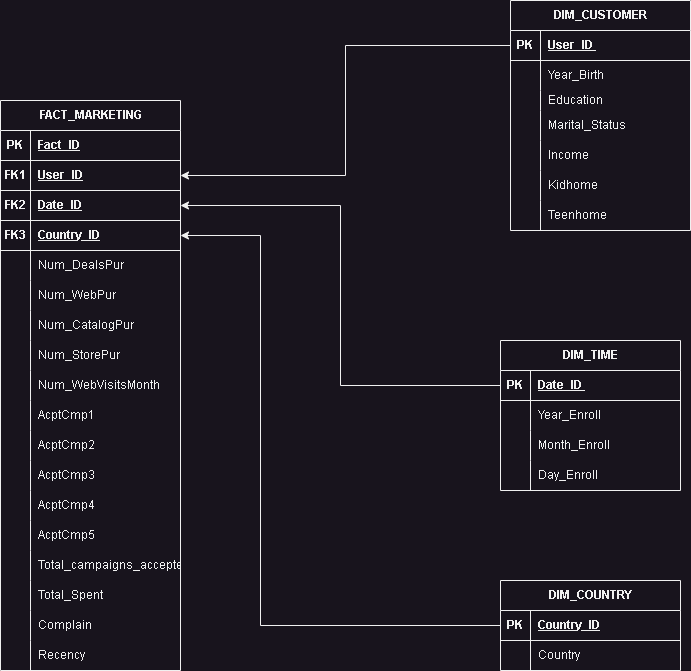 DIM_CUSTOMER
PK User_ID
Year_Birth
Education
Marital_Status
Income
Kidhome
Teenhome
FACT_MARKETING
PK Fact_ID
FK1 User_ID
FK2 Date_ID
FK3 Country_ID
Num_DealsPur
Num_WebPur
Num_CatalogPur
Num_StorePur
Num_WebVisitsMonth
AcptCmp1
AcptCmp2
AcptCmp3
AcptCmp4
AcptCmp5
Total_campaigns_accepte
Total_Spent
Complain
Recency
DIM_TIME
PK Date_ID
Year_Enroll
Month_Enroll
Day_Enroll
DIM_COUNTRY
PK Country_ID
Country